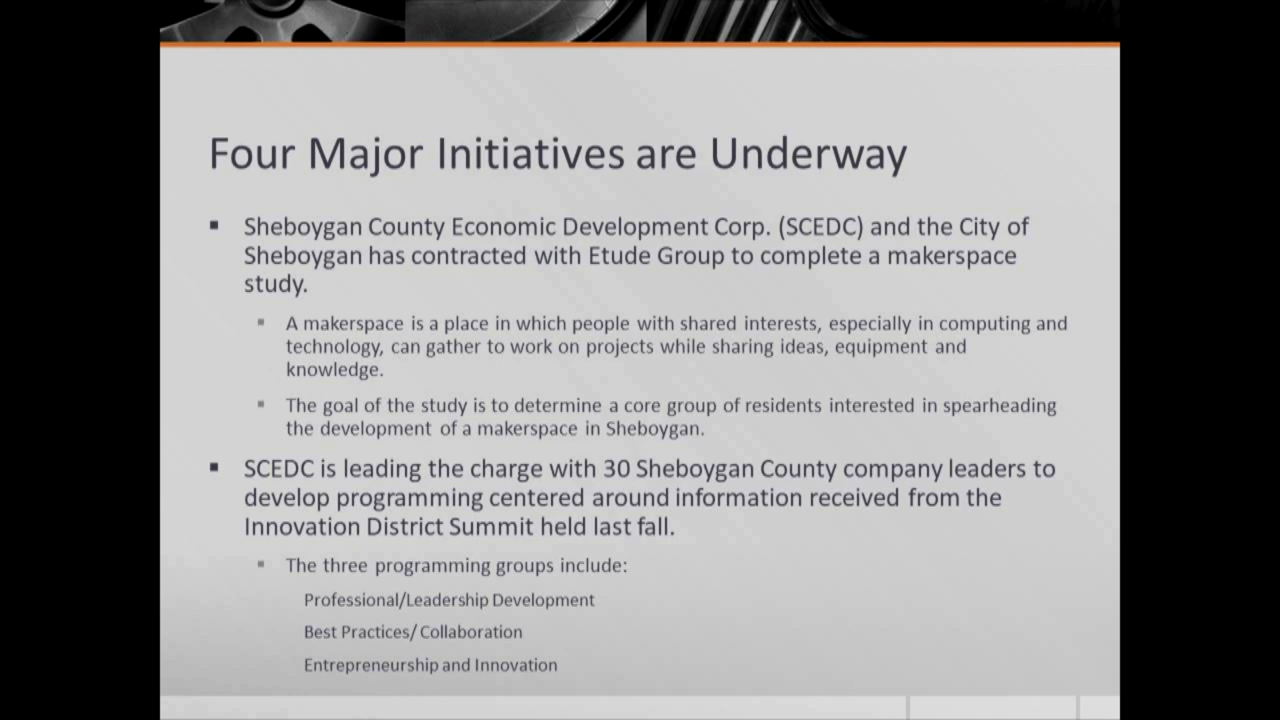 Four Major Initiatives are Underway
▪ Sheboygan County Economic Development Corp. (SCEDC) and the City of
Sheboygan has contracted with Etude Group to complete a makerspace
study.
▪ A makerspace is a place in which people with shared interests, especially in computing and
technology, can gather to work on projects while sharing ideas, equipment and
knowledge.
▪ The goal of the study is to determine a core group of residents interested in spearheading
the development of a makerspace in Sheboygan.
▪ SCEDC is leading the charge with 30 Sheboygan County company leaders to
develop programming centered around information received from the
Innovation District Summit held last fall.
▪ The three programming groups include:
Professional/Leadership Development
Best Practices/ Collaboration
Entrepreneurship and Innovation